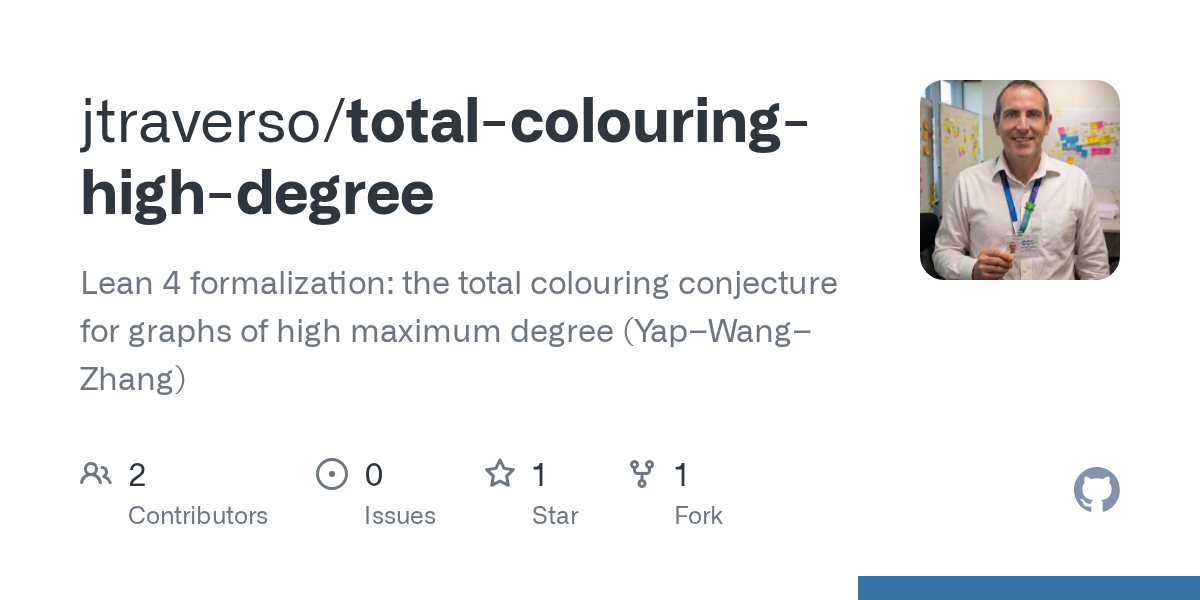 jtraverso/total-colouring-
high-degree
Lean 4 formalization: the total colouring conjecture
for graphs of high maximum degree (Yap–Wang–
Zhang)
2
Contributors
0
Issues
1
Star
1
Fork